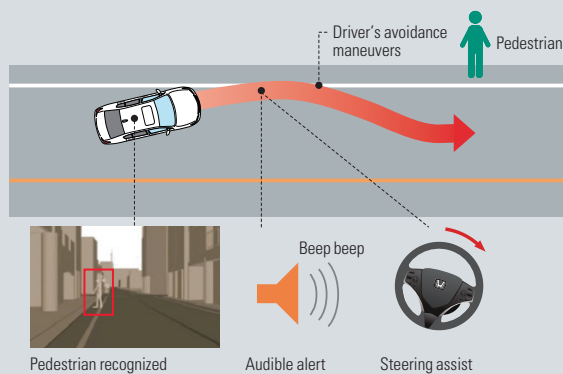 Driver's avoidance
maneuvers
Pedestrian
Beep beep
Pedestrian recognized
Audible alert
Steering assist